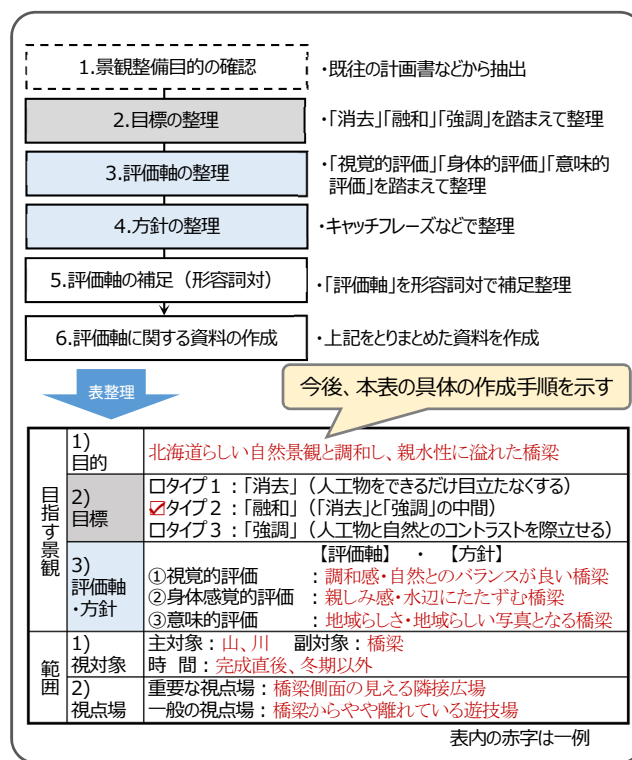 1.景観整備目的の確認
・既往の計画書などから抽出
2.目標の整理
・「消去」「融和」「強調」を踏まえて整理
3.評価軸の整理
・「視覚的評価」「身体的評価」「意味的
評価」を踏まえて整理
4.方針の整理
・キャッチフレーズなどで整理
5.評価軸の補足（形容詞対）
・「評価軸」を形容詞対で補足整理
6.評価軸に関する資料の作成
・上記をとりまとめた資料を作成
表整理
今後、本表の具体の作成手順を示す
目指す景観
1)
目的
北海道らしい自然景観と調和し、親水性に溢れた橋梁
2)
目標
ロタイプ１：「消去」（人工物をできるだけ目立たなくする）
☑タイプ２：「融和」（「消去」と「強調」の中間）
ロタイプ３：「強調」（人工物と自然とのコントラストを際立せる）
3)
評価軸
・方針
【評価軸】 ・ 【方針】
①視覚的評価 ：調和感・自然とのバランスが良い橋梁
②身体感覚的評価 ：親しみ感・水辺にたたずむ橋梁
③意味的評価 ：地域らしさ・地域らしい写真となる橋梁
範囲
1)
視対象
主対象：山、川 副対象：橋梁
時 間：完成直後、冬期以外
2)
視点場
重要な視点場：橋梁側面の見える隣接広場
一般の視点場：橋梁からやや離れている遊技場
表内の赤字は一例